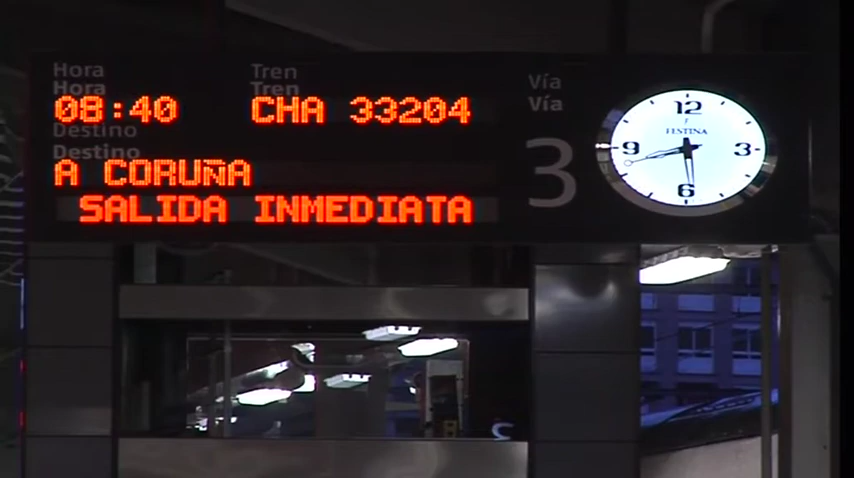 Hora
Tren
Vía
Hora
Tren
Vía
08:40
CHA 33204
Destino
Destino
A CORUÑA
SALIDA INMEDIATA
3
12
FESTINA
9
3
6